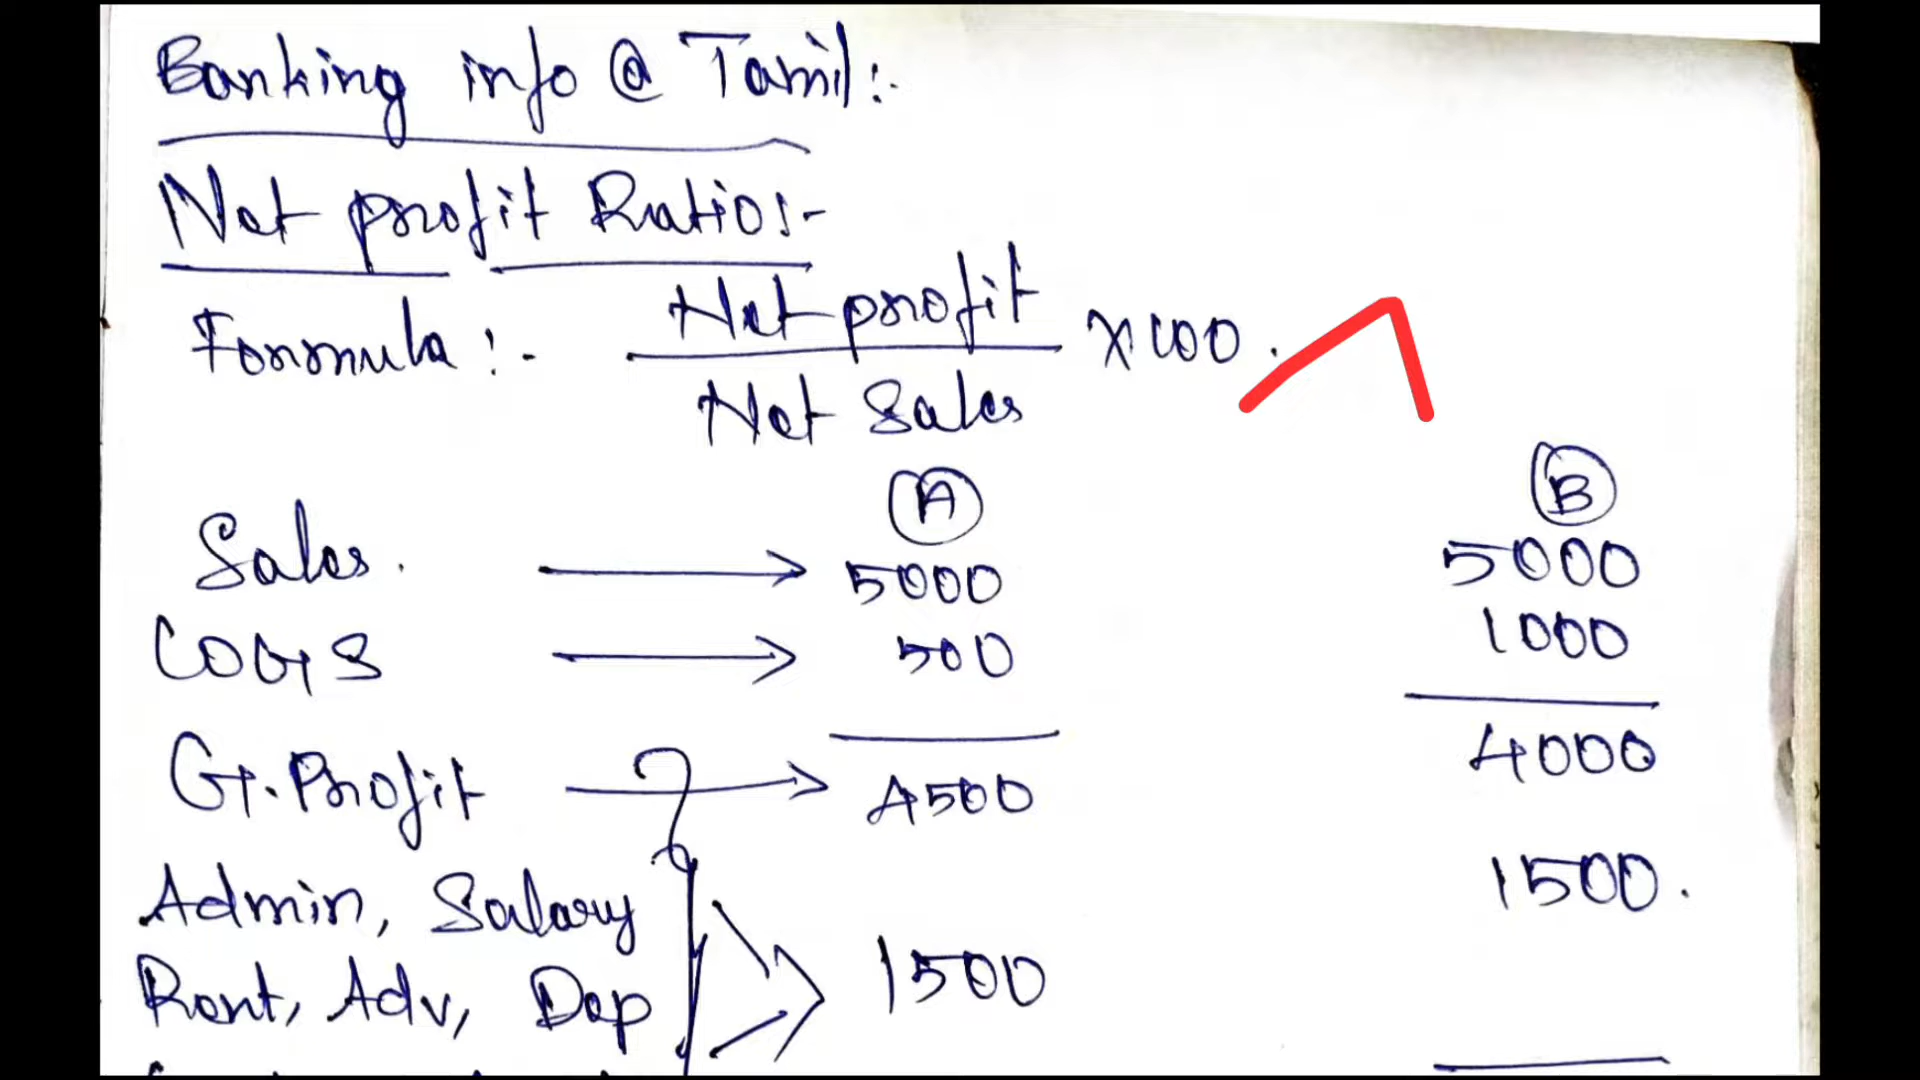 Banking info @ Tamil:-
Net profit Ratio:-
Formula:- Net profit / Net Sales X100.
A B
Sales. → 5000 5000
COGS → 500 1000
G.Profit → 4500 4000
Admin, Salary 1500.
Rent, Adv, Dep 1500